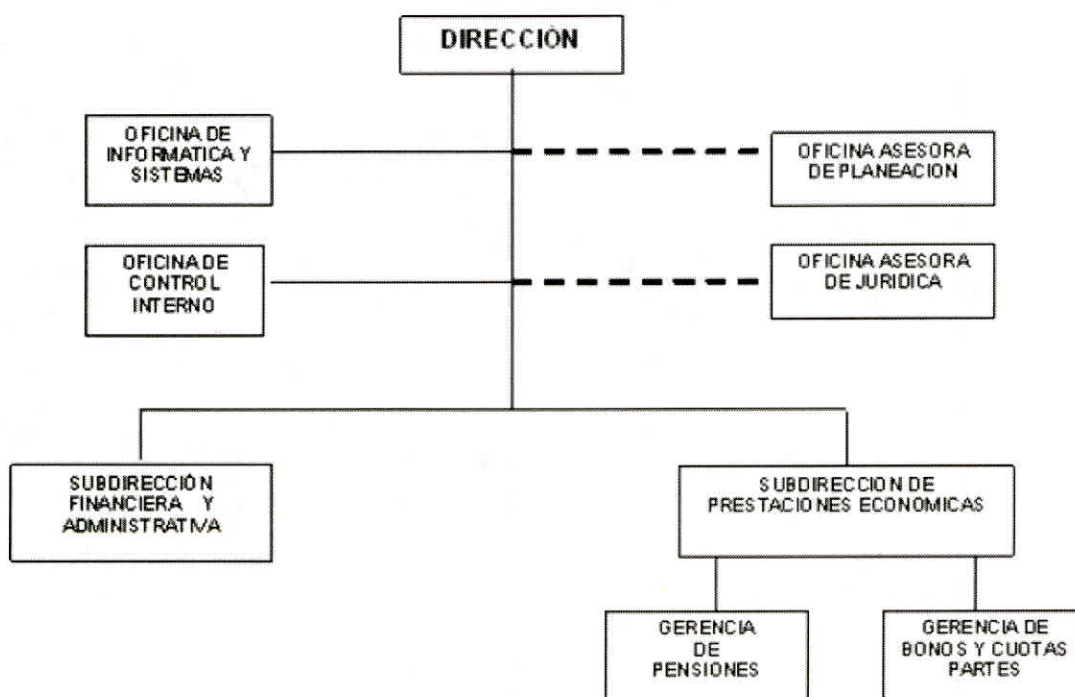 DIRECCIÓN
OFICINA DE
INFORMATICA Y
SISTEMAS
OFICINA ASESORA
DE PLANEACION
OFICINA DE
CONTROL
INTERNO
OFICINA ASESORA
DE JURIDICA
SUBDIRECCIÓN
FINANCIERA Y
ADMINISTRATIVA
SUBDIRECCION DE
PRESTACIONES ECONOMICAS
GERENCIA
DE
PENSIONES
GERENCIA DE
BONOS Y CUOTAS
PARTES